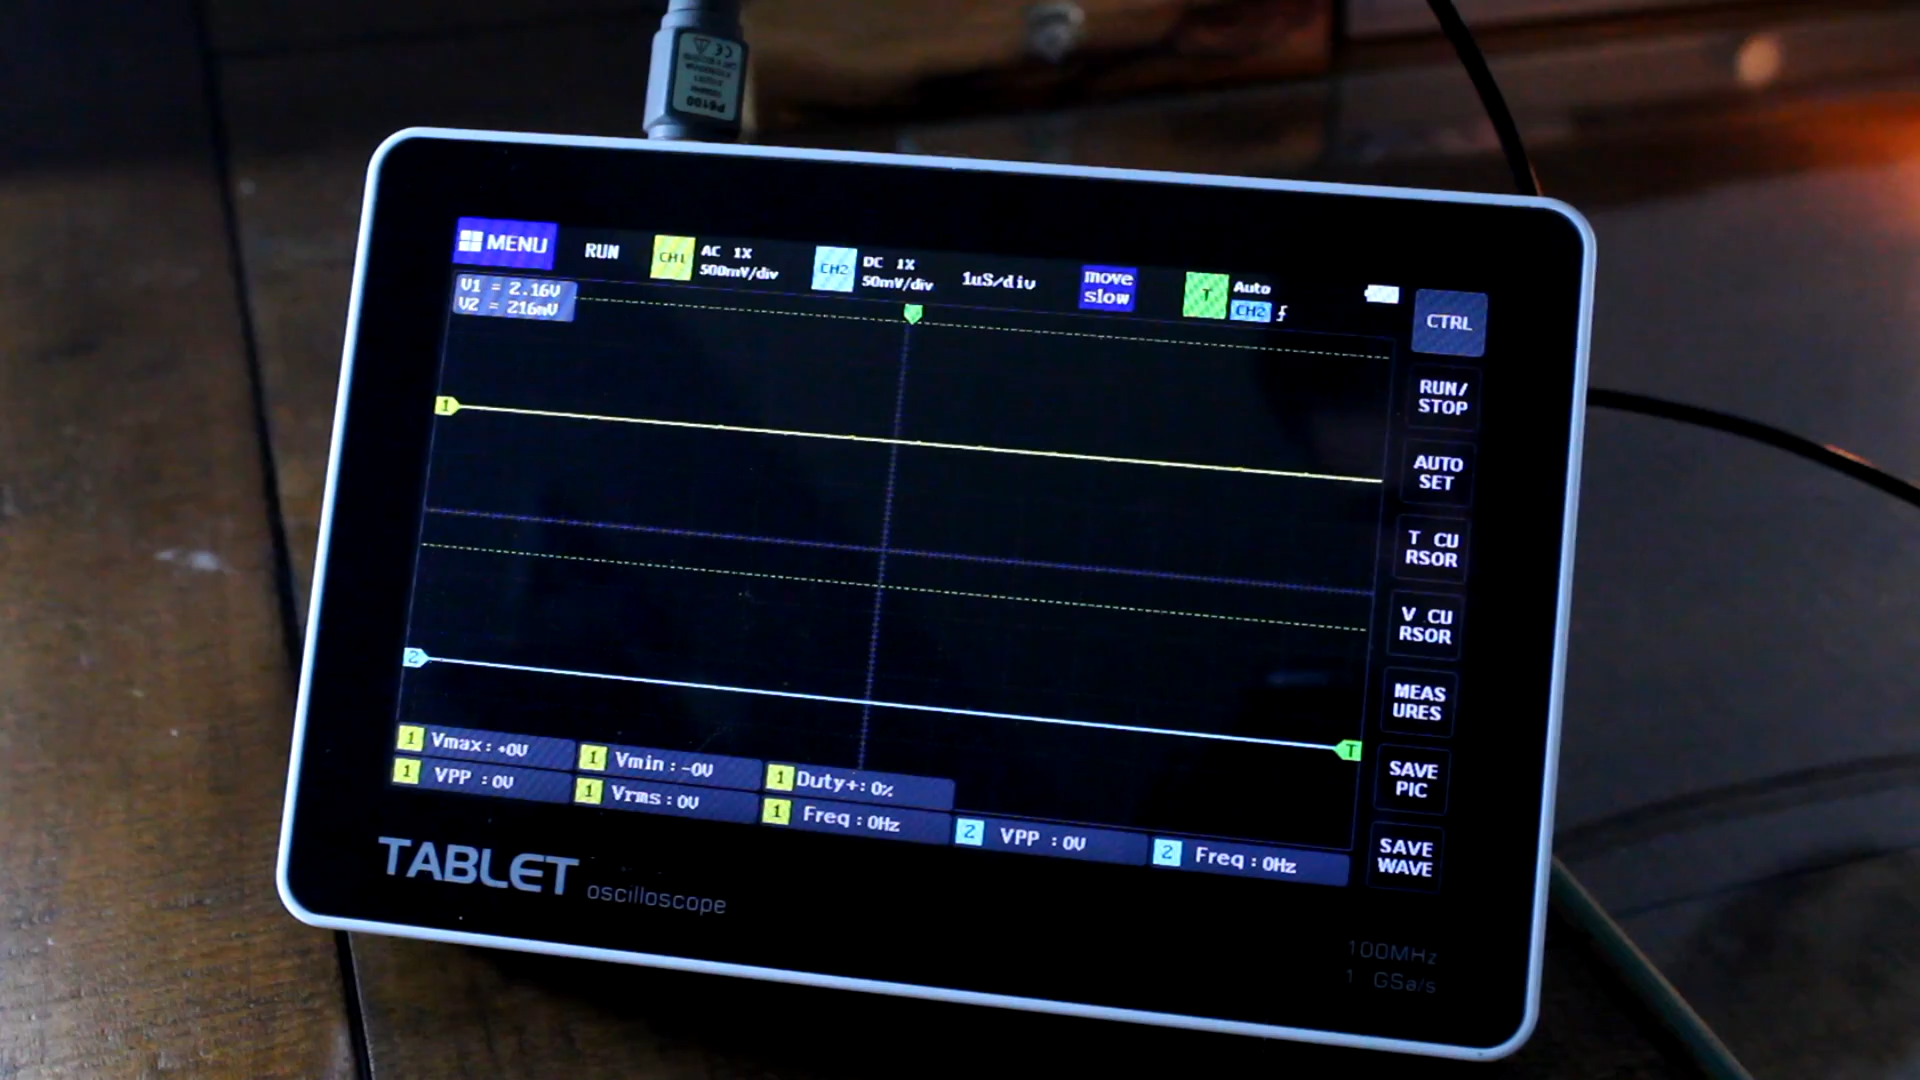 P6100
MENU
RUN
CH1
AC 1X
500mV/div
CH2
DC 1X
50mV/div
1uS/div
move
slow
T
Auto
CH2
V1 = 2.16V
V2 = 216mV
CTRL
RUN/
STOP
AUTO
SET
T CU
RSOR
V CU
RSOR
MEAS
URES
SAVE
PIC
SAVE
WAVE
1
2
T
1 Vmax: +0V
1 Vmin: -0V
1 Duty+: 0%
1 VPP : 0V
1 Vrms: 0V
1 Freq : 0Hz
2 VPP : 0V
2 Freq : 0Hz
TABLET oscilloscope
100MHz
1 GSa/s